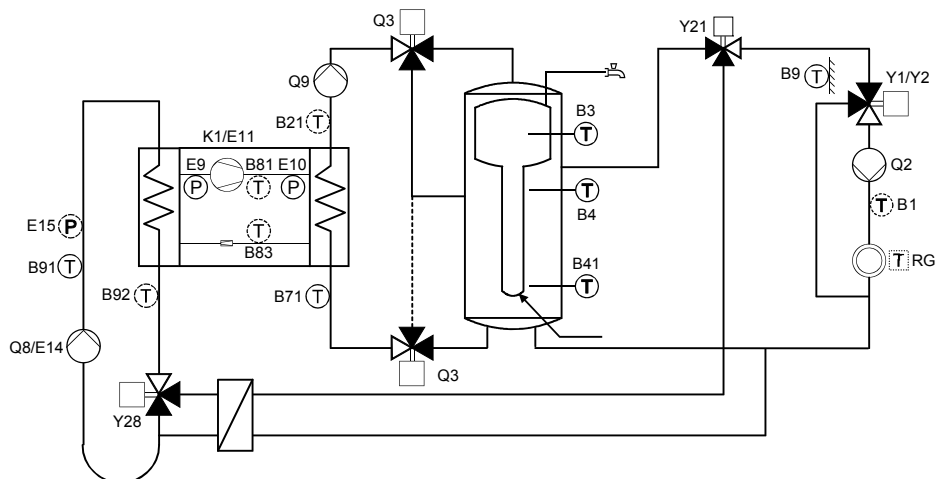 Q3
Y21
Q9
B9
T
Y1/Y2
B21
T
B3
T
K1/E11
E9
B81
E10
P
T
P
Q2
T
B4
T
B1
E15
P
T
B83
B91
T
T
RG
B41
T
B92
T
B71
T
Q8/E14
Q3
Y28